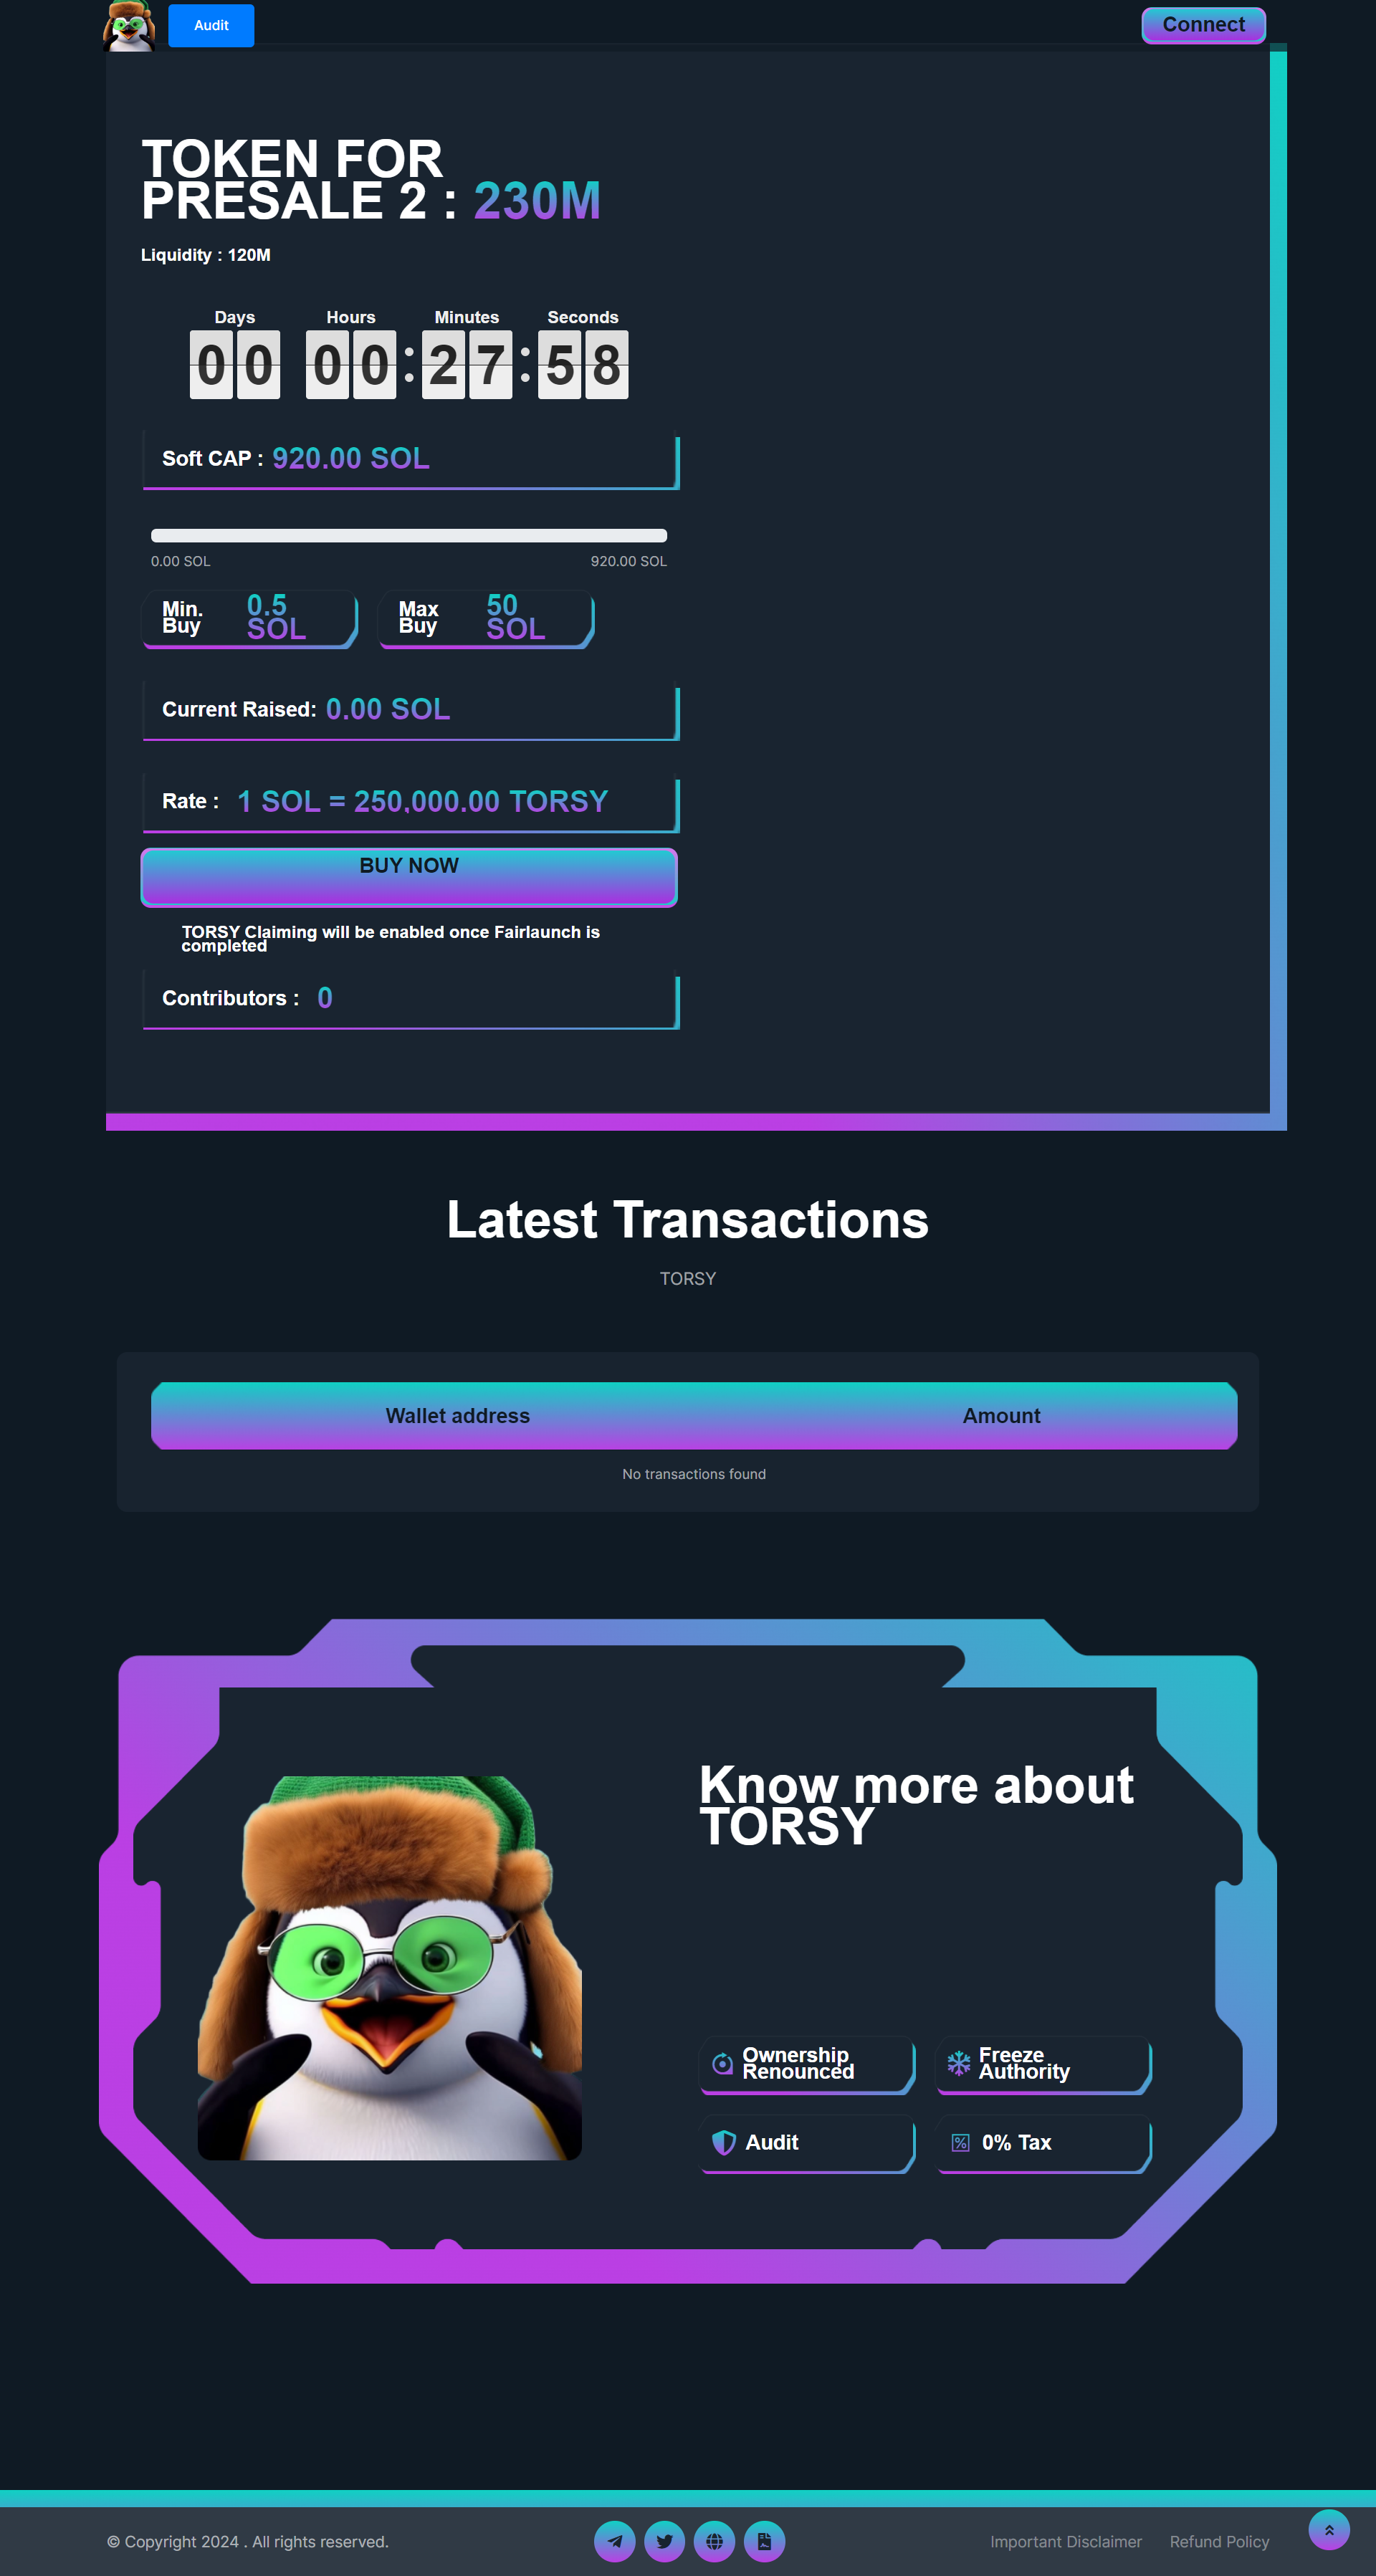 Audit
Connect
TOKEN FOR
PRESALE 2 : 230M
Liquidity : 120M
Days Hours Minutes Seconds
00 00 : 27 : 58
Soft CAP : 920.00 SOL
0.00 SOL 920.00 SOL
Min. Buy 0.5 SOL
Max Buy 50 SOL
Current Raised: 0.00 SOL
Rate : 1 SOL = 250,000.00 TORSY
BUY NOW
TORSY Claiming will be enabled once Fairlaunch is
completed
Contributors : 0
Latest Transactions
TORSY
Wallet address Amount
No transactions found
Know more about
TORSY
Ownership
Renounced
Freeze
Authority
Audit
0% Tax
© Copyright 2024 . All rights reserved.
Important Disclaimer Refund Policy